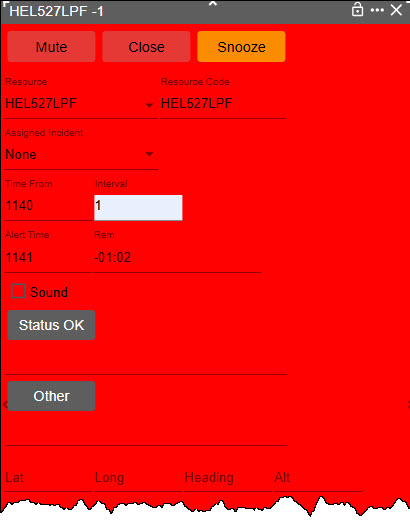 HEL527LPF -1
Mute Close Snooze
Resource Resource Code
HEL527LPF HEL527LPF
Assigned Incident
None
Time From Interval
1140 1
Alert Time Rem
1141 -01:02
Sound
Status OK
Other
Lat Long Heading Alt